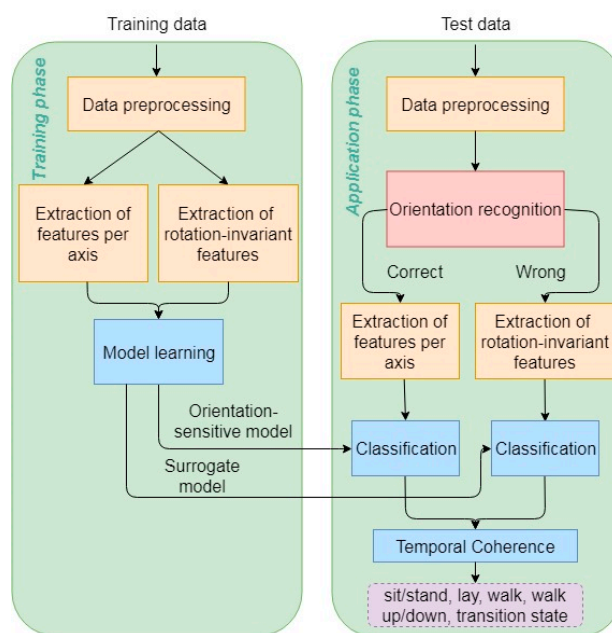 Training data
Training phase
Data preprocessing
Extraction of
features per
axis
Extraction of
rotation-invariant
features
Model learning
Orientation-
sensitive model
Surrogate
model
Test data
Application phase
Data preprocessing
Orientation recognition
Correct
Wrong
Extraction of
features per
axis
Extraction of
rotation-invariant
features
Classification
Classification
Temporal Coherence
sit/stand, lay, walk, walk
up/down, transition state